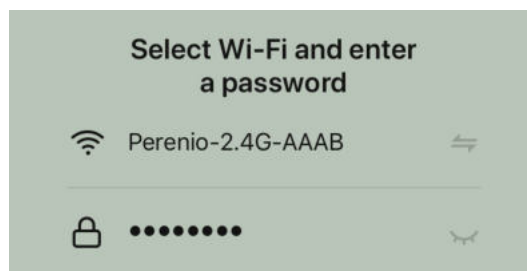 Select Wi-Fi and enter
a password
Perenio-2.4G-AAAB
•••••••••